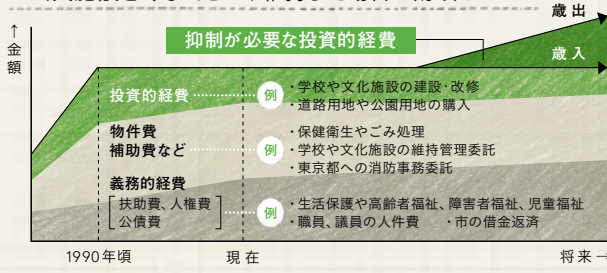 歳出
↑金額
抑制が必要な投資的経費
歳入
投資的経費
例
・学校や文化施設の建設・改修
・道路用地や公園用地の購入
物件費
補助費など
例
・保健衛生やごみ処理
・学校や文化施設の維持管理委託
・東京都への消防事務委託
義務的経費
扶助費、人権費
公債費
例
・生活保護や高齢者福祉、障害者福祉、児童福祉
・職員、議員の人件費 ・市の借金返済
1990年頃
現在
将来→